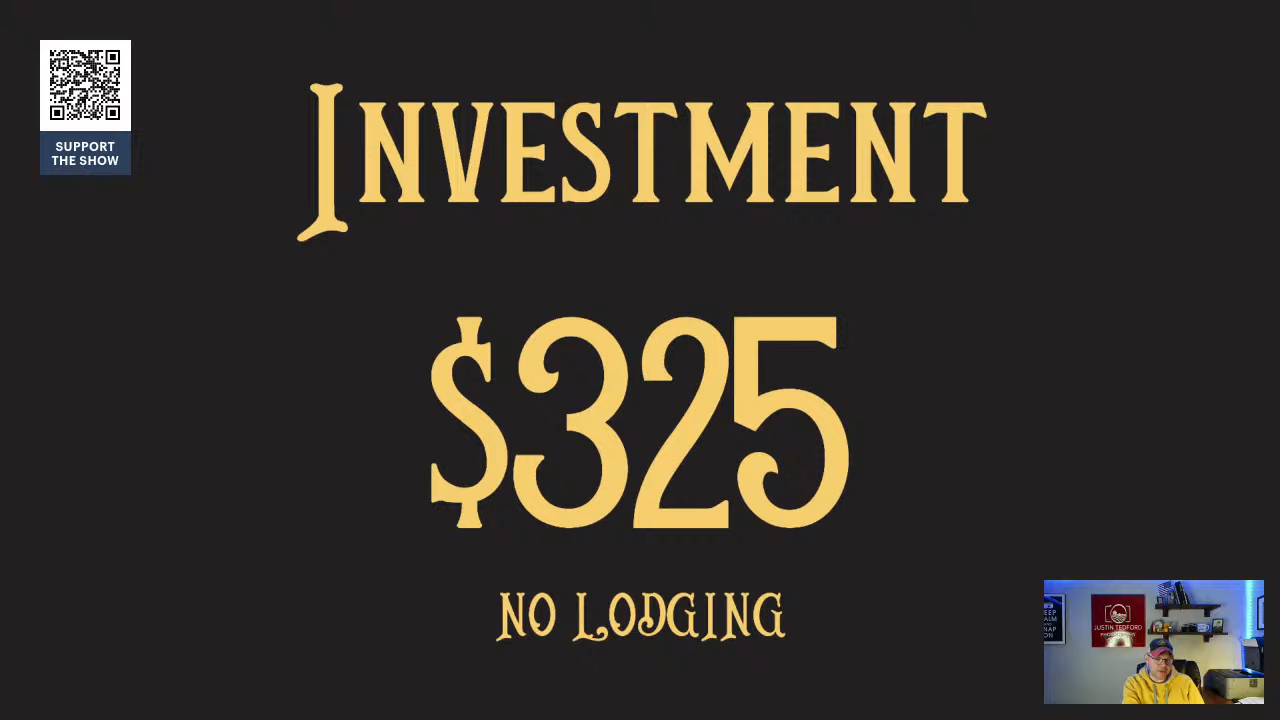 SUPPORT
THE SHOW
INVESTMENT
$325
NO LODGING
JUSTIN TEDFORD